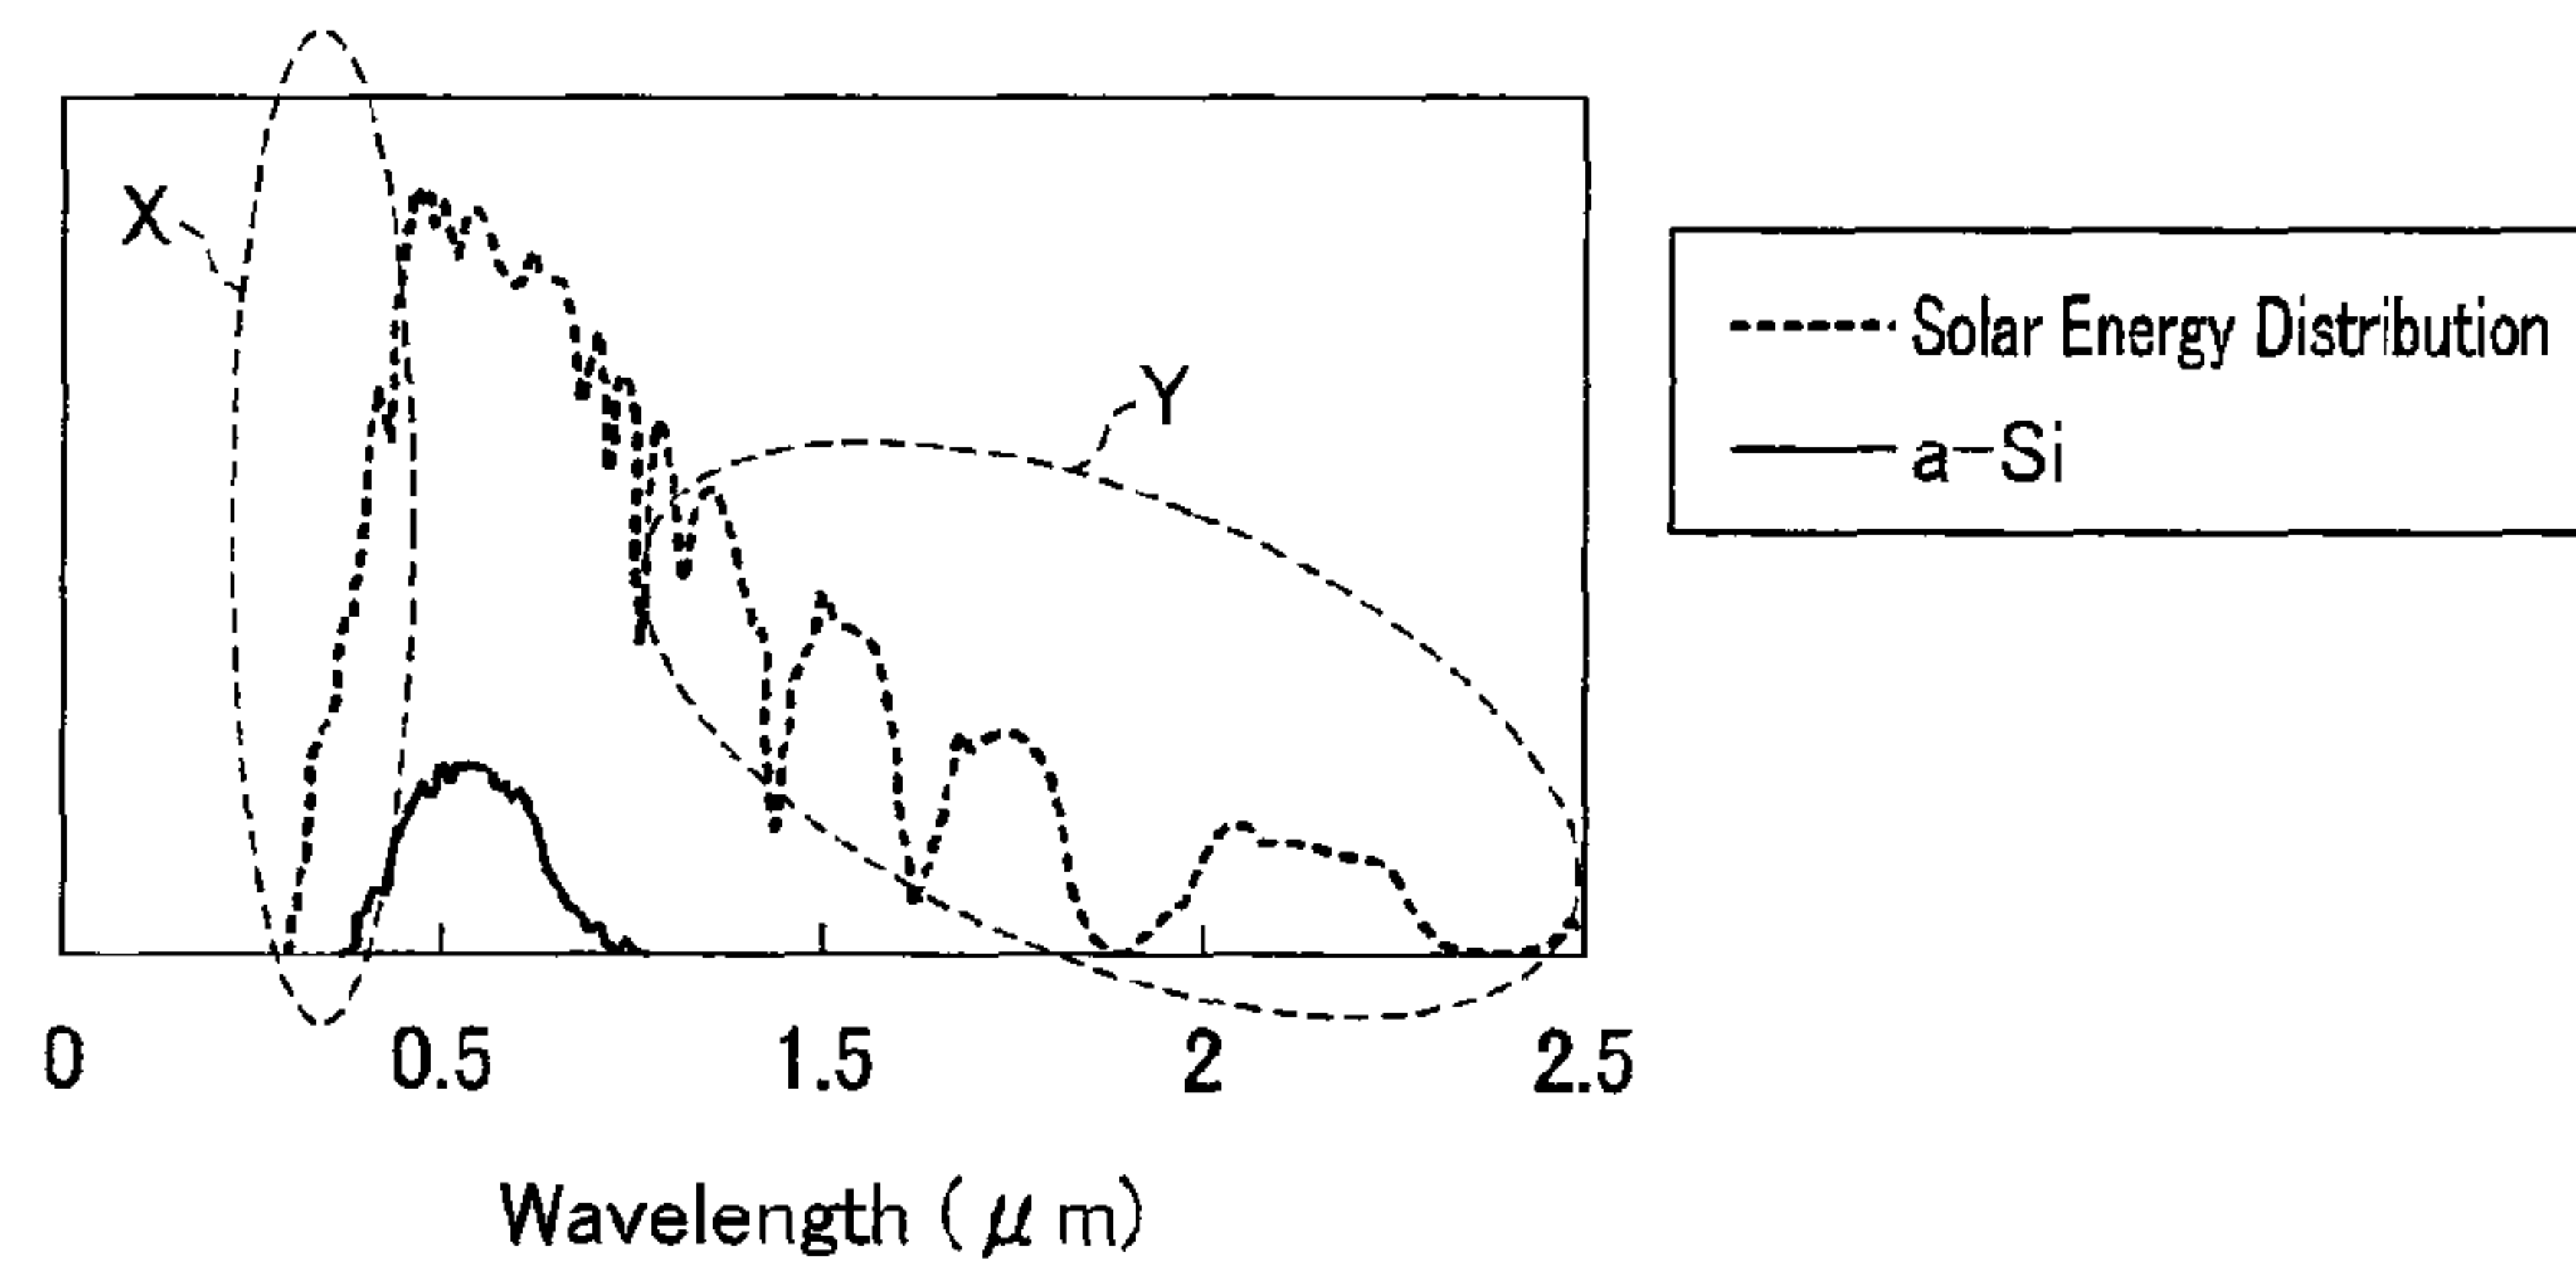 X
Y
Solar Energy Distribution
a-Si
0 0.5 1.5 2 2.5
Wavelength (μm)